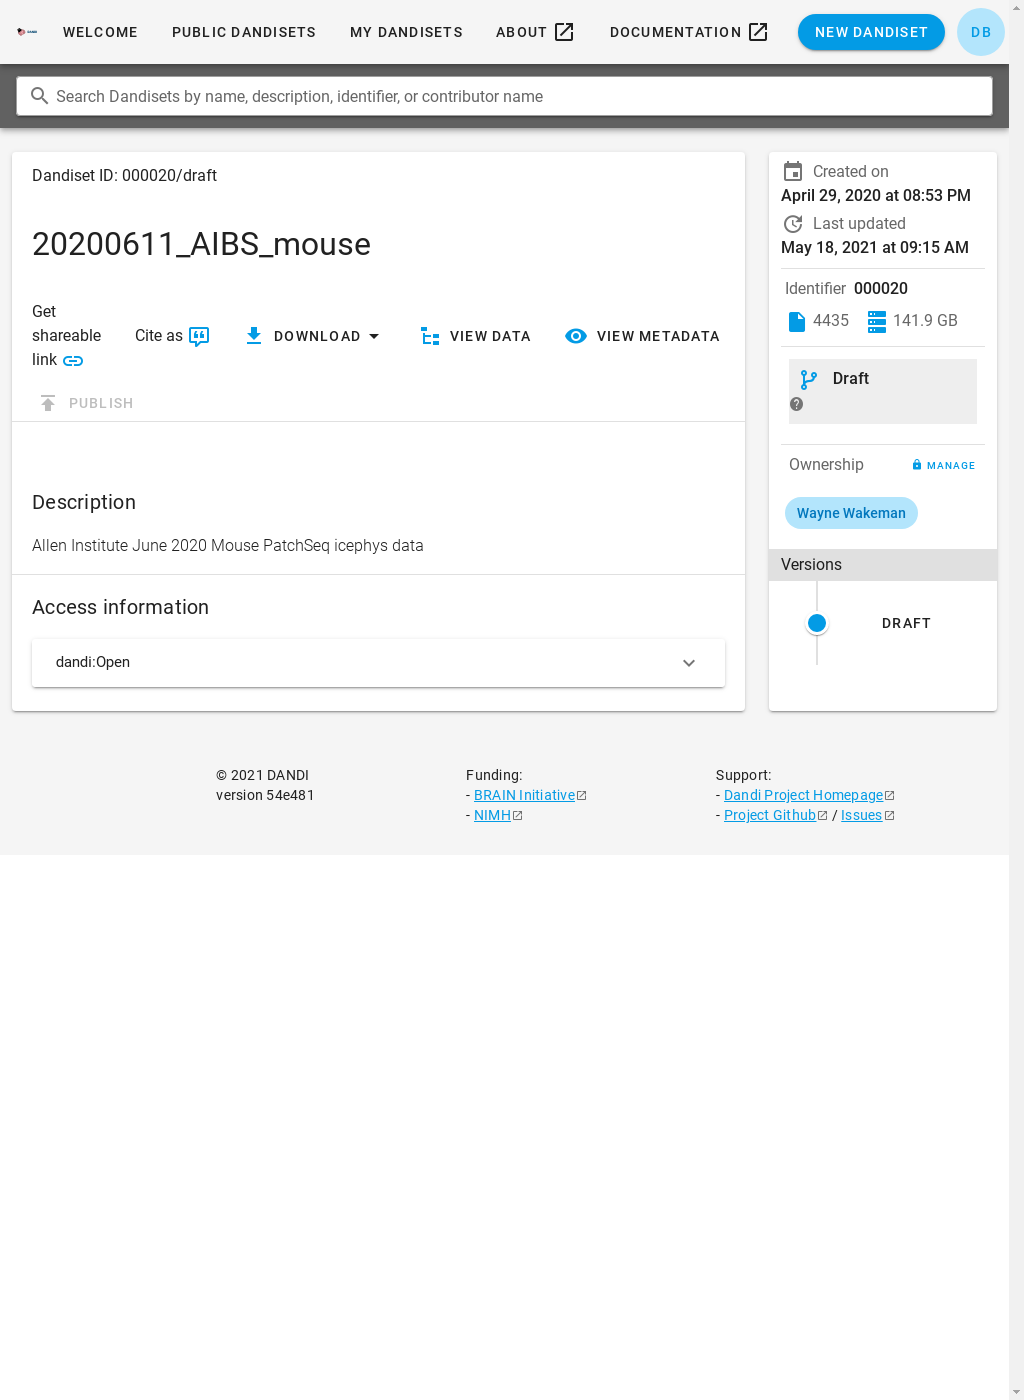 WELCOME
PUBLIC DANDISETS
MY DANDISETS
ABOUT
DOCUMENTATION
NEW DANDISET
DB
Search Dandisets by name, description, identifier, or contributor name
Dandiset ID: 000020/draft
20200611_AIBS_mouse
Get
shareable
link
Cite as
DOWNLOAD
VIEW DATA
VIEW METADATA
PUBLISH
Description
Allen Institute June 2020 Mouse PatchSeq icephys data
Access information
dandi:Open
Created on
April 29, 2020 at 08:53 PM
Last updated
May 18, 2021 at 09:15 AM
Identifier 000020
4435 141.9 GB
Draft
Ownership
MANAGE
Wayne Wakeman
Versions
DRAFT
© 2021 DANDI
version 54e481
Funding:
- BRAIN Initiative
- NIMH
Support:
- Dandi Project Homepage
- Project Github / Issues